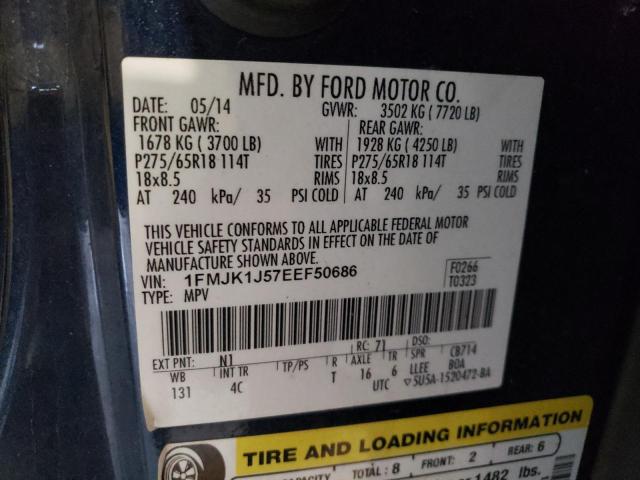 MFD. BY FORD MOTOR CO.
DATE: 05/14 GVWR: 3502 KG ( 7720 LB)
FRONT GAWR: REAR GAWR:
1678 KG ( 3700 LB) WITH 1928 KG ( 4250 LB) WITH
P275/65R18 114T TIRES P275/65R18 114T TIRES
18x8.5 RIMS 18x8.5 RIMS
AT 240 kPa/ 35 PSI COLD AT 240 kPa/ 35 PSI COLD
THIS VEHICLE CONFORMS TO ALL APPLICABLE FEDERAL MOTOR
VEHICLE SAFETY STANDARDS IN EFFECT ON THE DATE OF
MANUFACTURE SHOWN ABOVE.
VIN: 1FMJK1J57EEF50686 F0266
TYPE: MPV T0323
EXT PNT: N1 RC: 71 DSO:
WB INT TR TP/PS R AXLE TR SPR CB714
131 4C T 16 6 LLEE BOA
UTC 5U5A-1520472-BA
TIRE AND LOADING INFORMATION
TOTAL : 8 FRONT: 2 REAR: 6
1482 lbs.